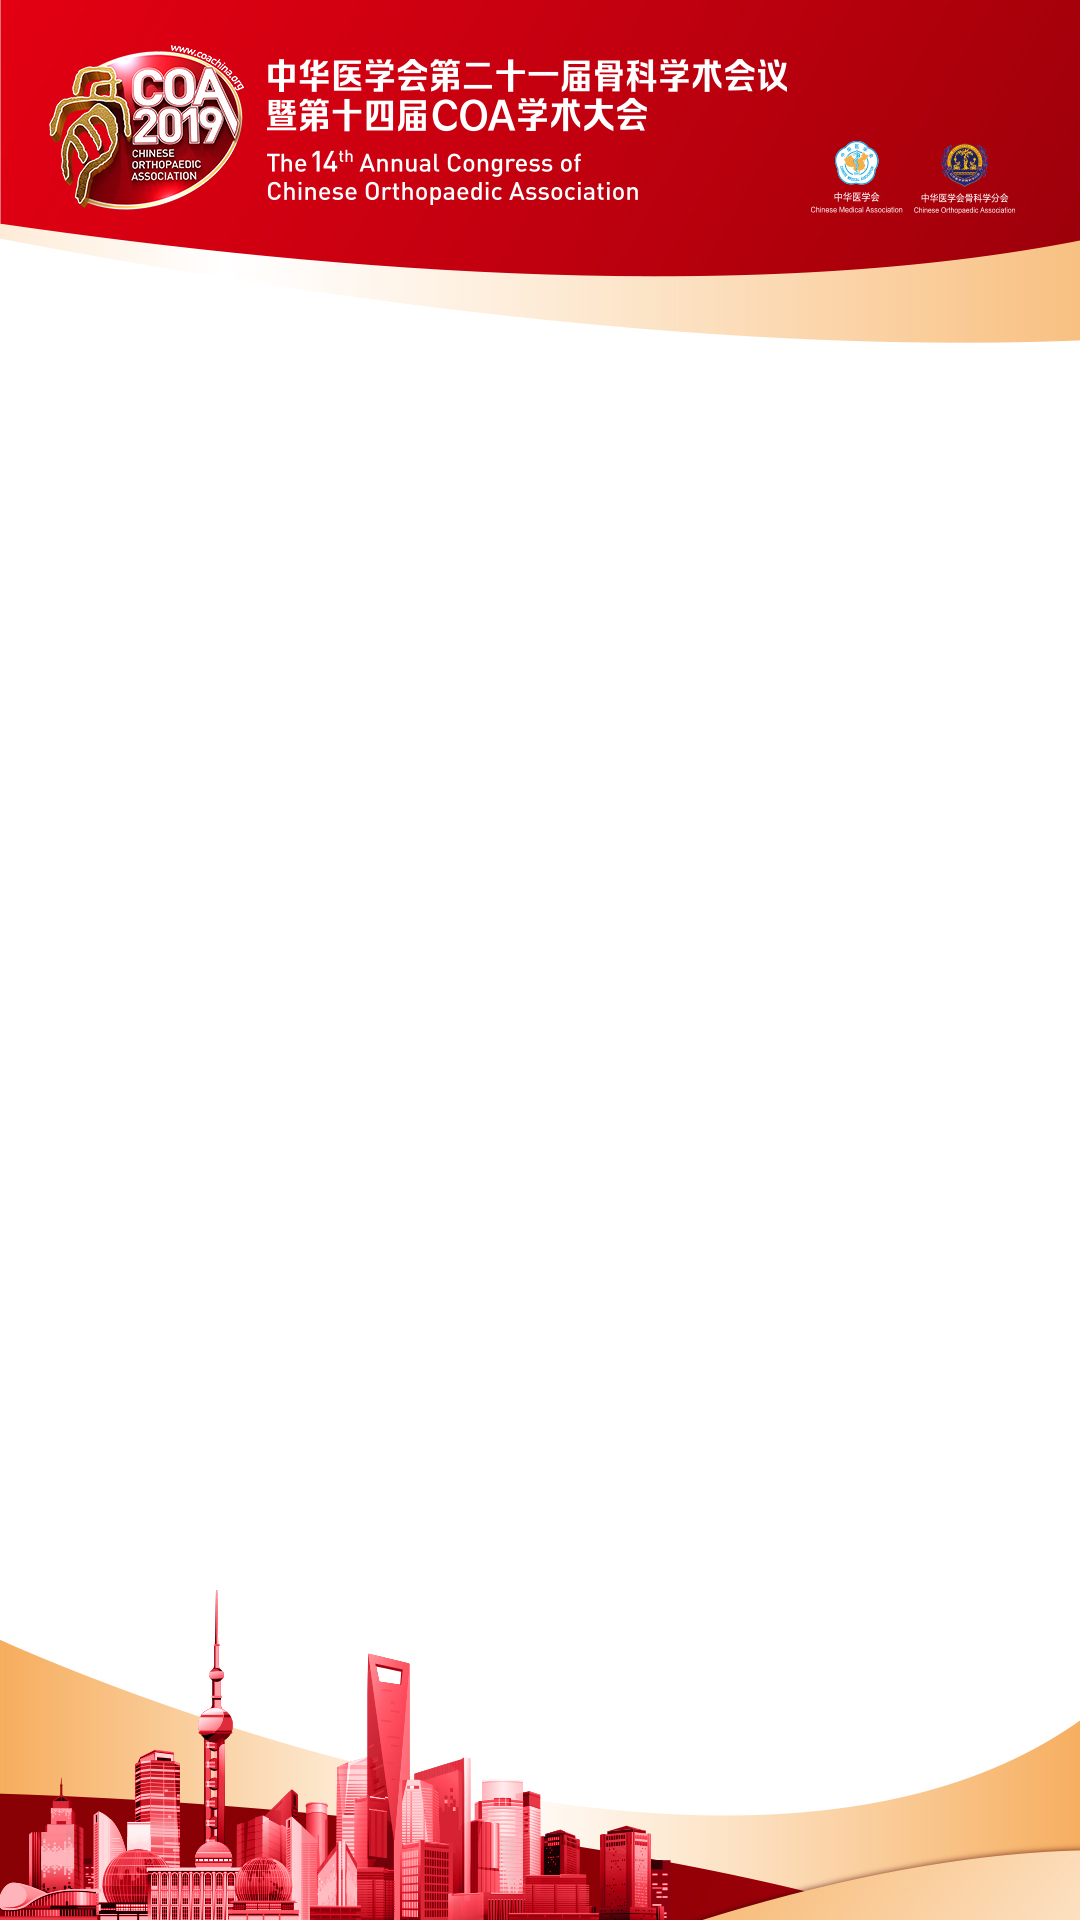 www.coachina.org
COA
2019
CHINESE
ORTHOPAEDIC
ASSOCIATION
中华医学会第二十一届骨科学术会议
暨第十四届COA学术大会
The 14th Annual Congress of
Chinese Orthopaedic Association
中华医学会
Chinese Medical Association
中华医学会骨科学分会
Chinese Orthopaedic Association